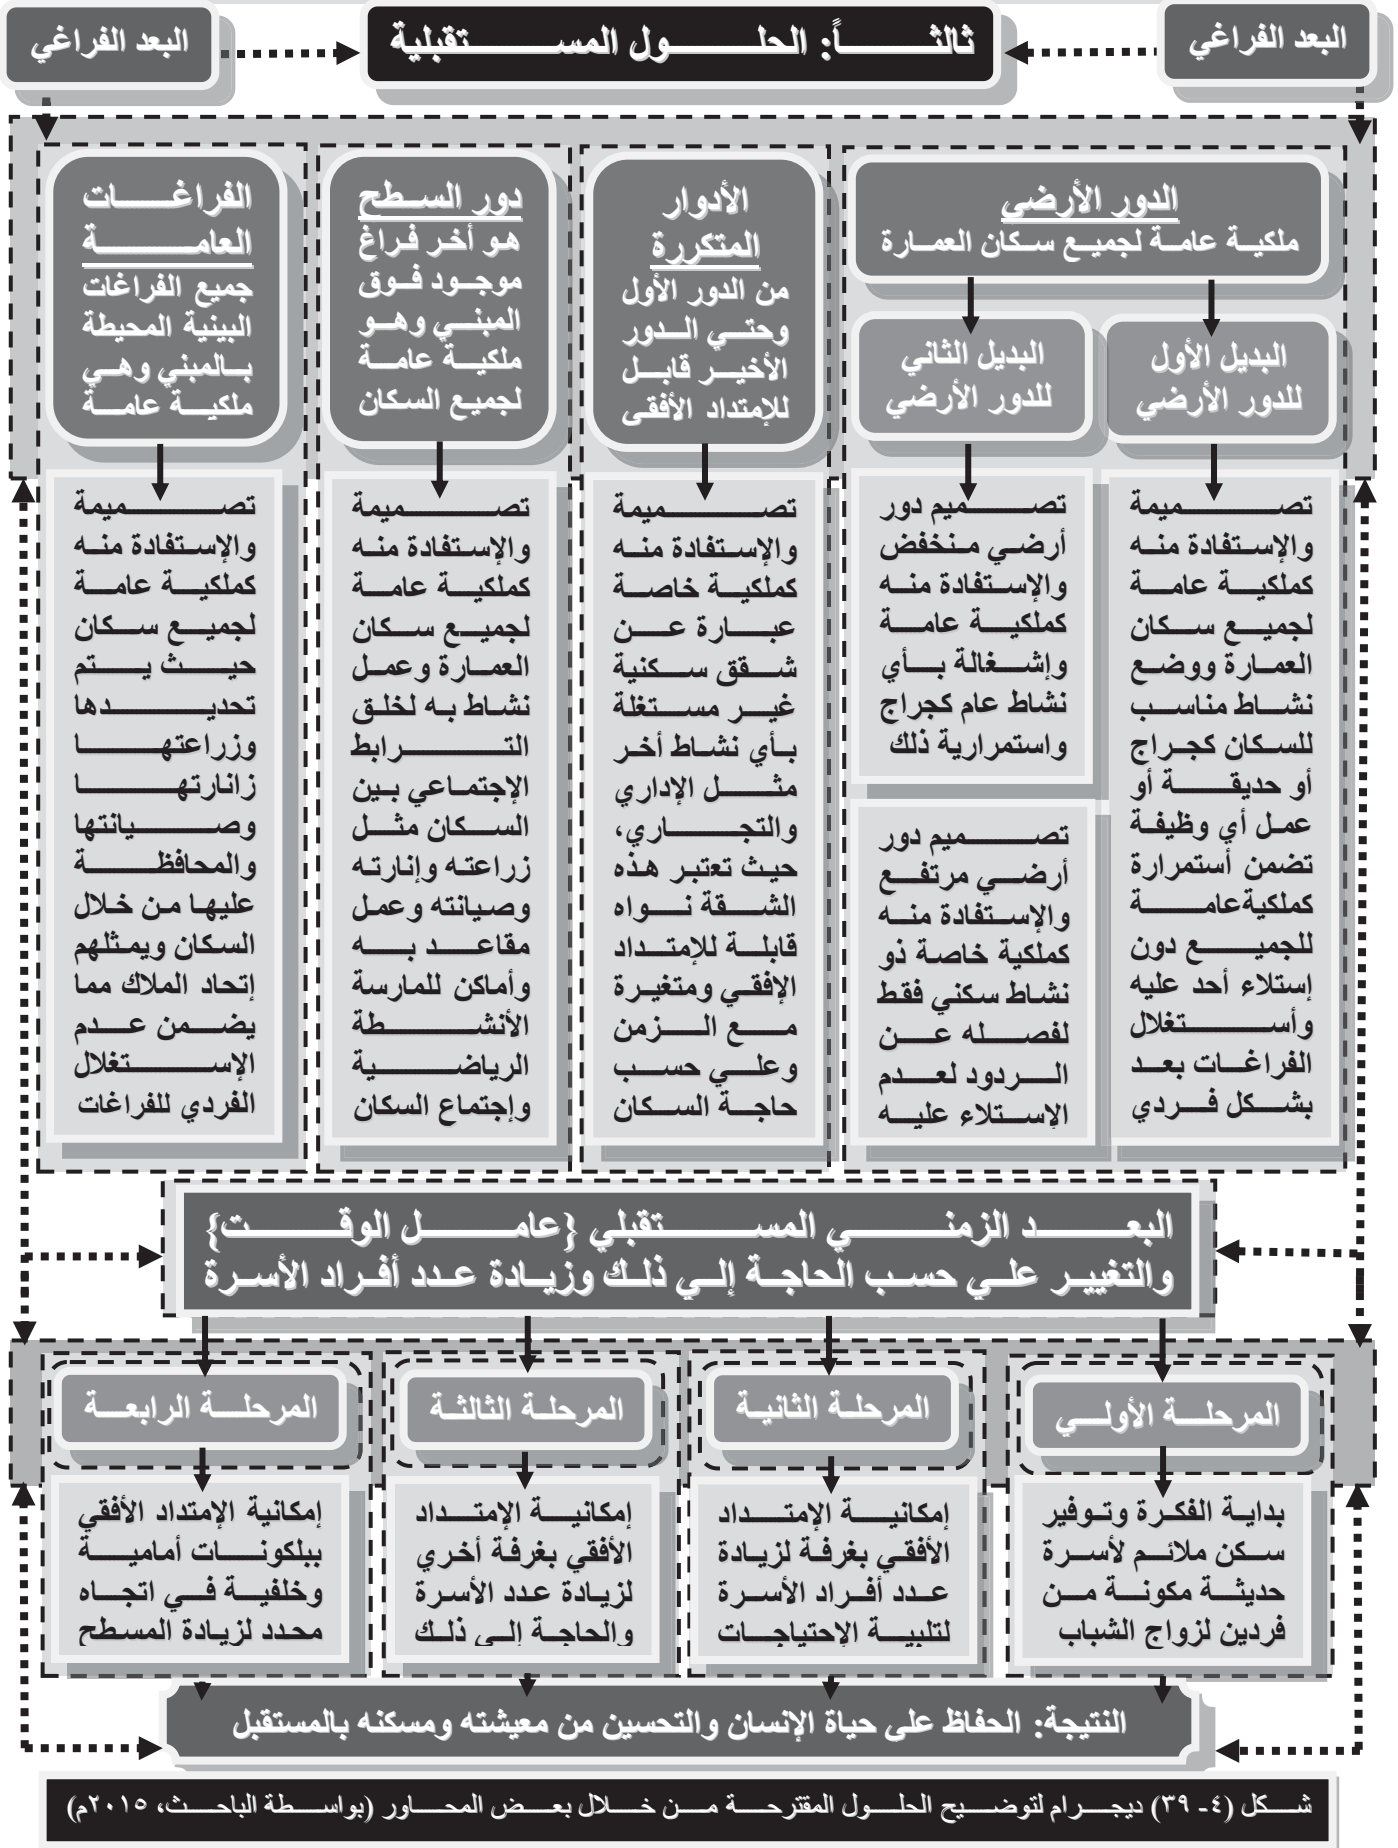 البعد الفراغي
ثالثاً: الحلول المستقبلية
البعد الفراغي
الدور الأرضي
ملكية عامة لجميع سكان العمارة
البديل الأول
للدور الأرضي
تصميمة
والإستفادة منه
كملكية عامة
لجميع سكان
العمارة ووضع
نشاط مناسب
للسكان كجراج
أو حديقة أو
عمل أي وظيفة
تضمن أستمرارة
كملكيةعامة
للجميع دون
إستلاء أحد عليه
وأستغلال
الفراغات بعد
بشكل فردي
البديل الثاني
للدور الأرضي
تصميم دور
أرضي منخفض
والإستفادة منه
كملكية عامة
وإشغالة بأي
نشاط عام كجراج
واستمرارية ذلك
تصميم دور
أرضي مرتفع
والإستفادة منه
كملكية خاصة ذو
نشاط سكني فقط
لفصله عن
الردود لعدم
الإستلاء عليه
الأدوار
المتكررة
من الدور الأول
وحتي الدور
الأخير قابل
للإمتداد الأفقى
تصميمة
والإستفادة منه
كملكية خاصة
عبارة عن
شقق سكنية
غير مستغلة
بأي نشاط أخر
مثل الإداري
والتجاري،
حيث تعتبر هذه
الشقة نواه
قابلة للإمتداد
الإفقي ومتغيرة
مع الزمن
وعلي حسب
حاجة السكان
دور السطح
هو أخر فراغ
موجود فوق
المبني وهو
ملكية عامة
لجميع السكان
تصميمة
والإستفادة منه
كملكية عامة
لجميع سكان
العمارة وعمل
نشاط به لخلق
الترابط
الإجتماعي بين
السكان مثل
زراعته وإنارته
وصيانته وعمل
مقاعد به
وأماكن للمارسة
الأنشطة
الرياضية
وإجتماع السكان
الفراغات
العامة
جميع الفراغات
البينية المحيطة
بالمبني وهي
ملكية عامة
تصميمة
والإستفادة منه
كملكية عامة
لجميع سكان
حيث يتم
تحديدها
وزراعتها
زانارتها
وصيانتها
والمحافظة
عليها من خلال
السكان ويمثلهم
إتحاد الملاك مما
يضمن عدم
الإستغلال
الفردي للفراغات
البعد الزمني المستقبلي {عامل الوقت}
والتغيير علي حسب الحاجة إلي ذلك وزيادة عدد أفراد الأسرة
المرحلة الأولي
بداية الفكرة وتوفير
سكن ملائم لأسرة
حديثة مكونة من
فردين لزواج الشباب
المرحلة الثانية
إمكانية الإمتداد
الأفقي بغرفة لزيادة
عدد أفراد الأسرة
لتلبية الإحتياجات
المرحلة الثالثة
إمكانية الإمتداد
الأفقي بغرفة أخري
لزيادة عدد الأسرة
والحاجة إلي ذلك
المرحلة الرابعة
إمكانية الإمتداد الأفقي
ببلكونات أمامية
وخلفية في اتجاه
محدد لزيادة المسطح
النتيجة: الحفاظ على حياة الإنسان والتحسين من معيشته ومسكنه بالمستقبل
شكل (٤- ٣٩) ديجرام لتوضيح الحلول المقترحة من خلال بعض المحاور (بواسطة الباحث، ٢٠١٥م)